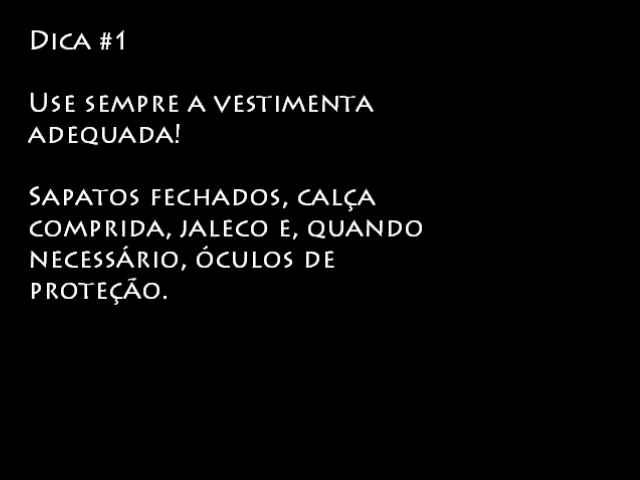 Dica #1
Use sempre a vestimenta
adequada!
Sapatos fechados, calça
comprida, jaleco e, quando
necessário, óculos de
proteção.